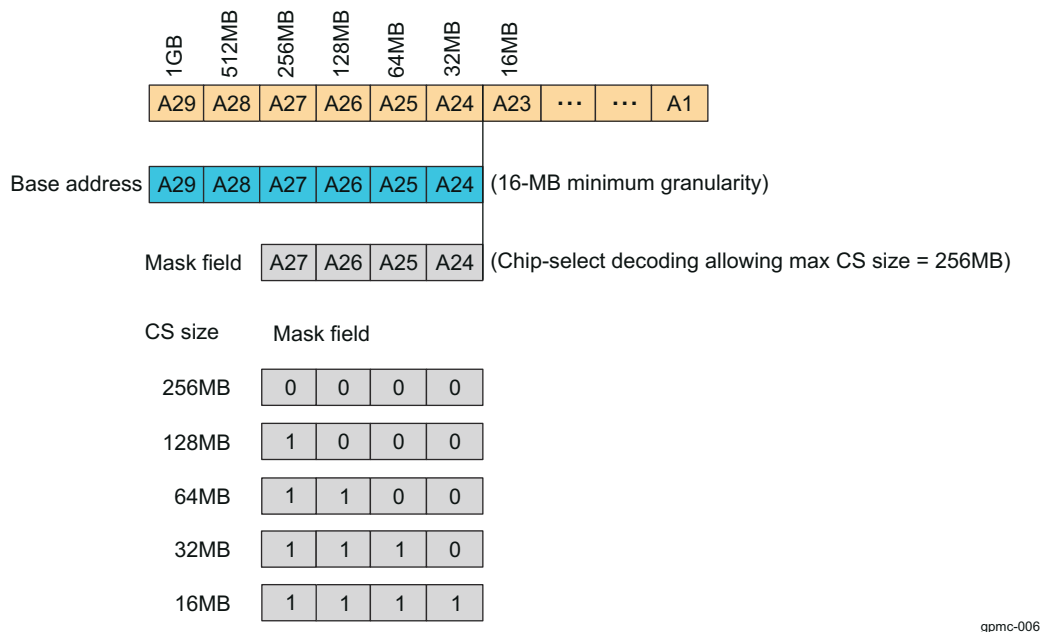 1GB 512MB 256MB 128MB 64MB 32MB 16MB
A29 A28 A27 A26 A25 A24 A23 ... ... A1
Base address A29 A28 A27 A26 A25 A24 (16-MB minimum granularity)
Mask field A27 A26 A25 A24 (Chip-select decoding allowing max CS size = 256MB)
CS size Mask field
256MB 0 0 0 0
128MB 1 0 0 0
64MB 1 1 0 0
32MB 1 1 1 0
16MB 1 1 1 1
gpmc-006